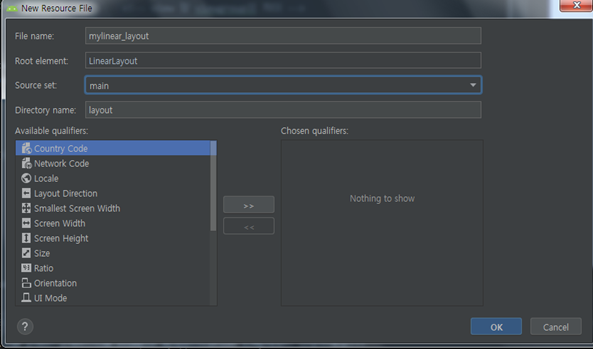 New Resource File
File name:
mylinear_layout
Root element:
LinearLayout
Source set:
main
Directory name:
layout
Available qualifiers:
Country Code
Network Code
Locale
Layout Direction
Smallest Screen Width
Screen Width
Screen Height
Size
Ratio
Orientation
UI Mode
>>
<<
Chosen qualifiers:
Nothing to show
?
OK
Cancel